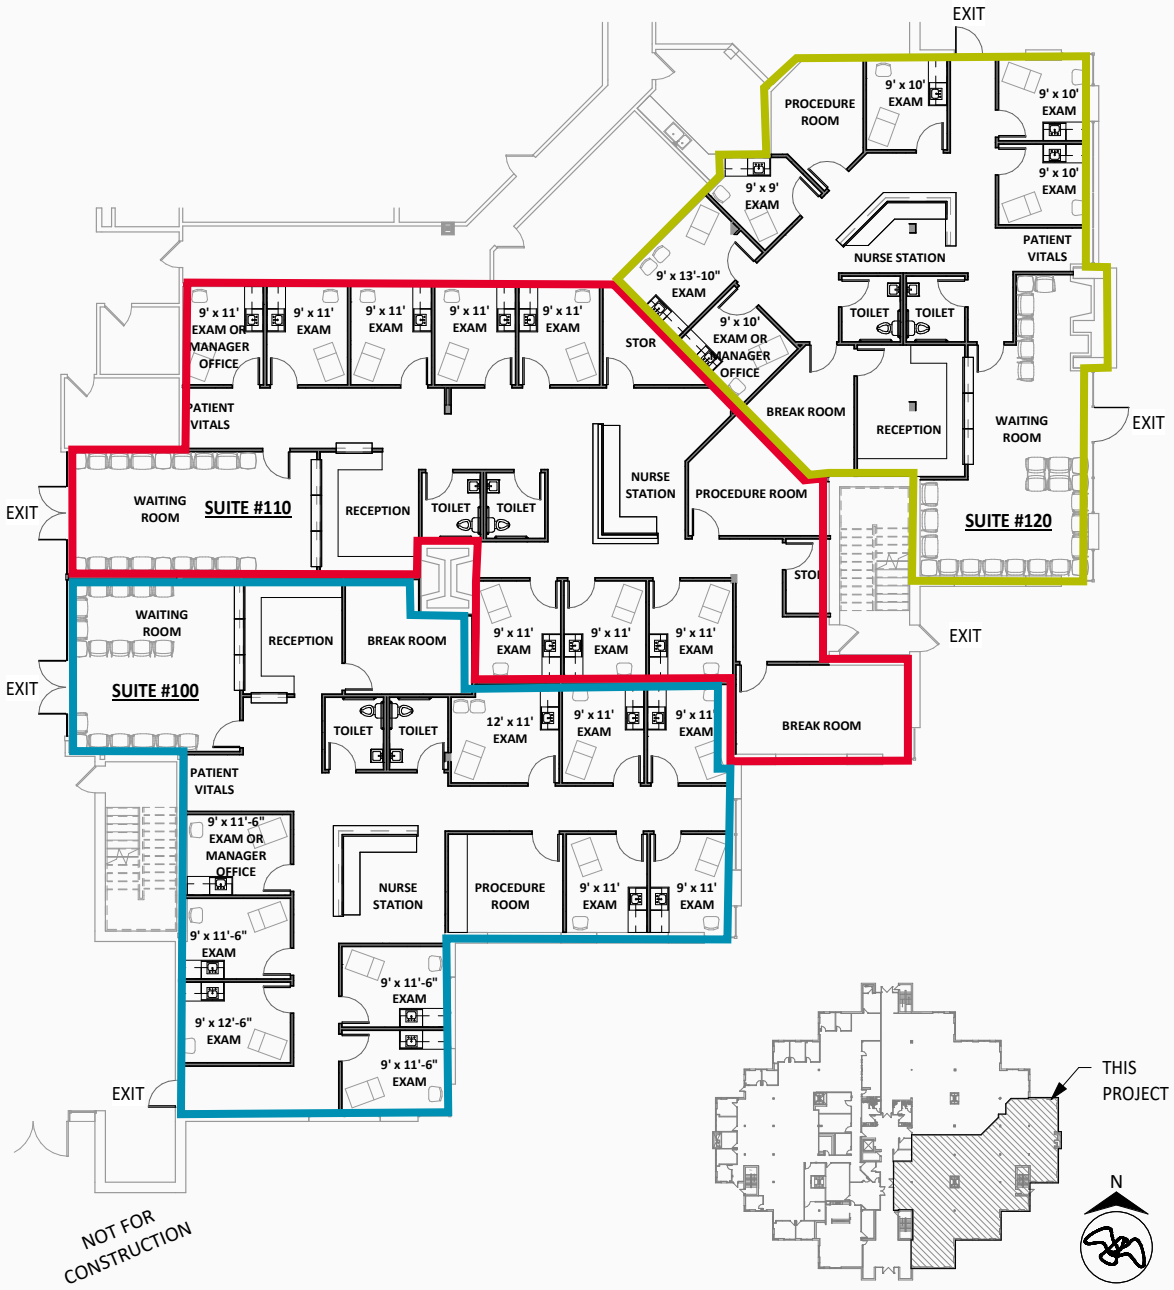 EXIT
PROCEDURE
ROOM
9' x 10'
EXAM
9' x 10'
EXAM
9' x 10'
EXAM
9' x 9'
EXAM
PATIENT
VITALS
NURSE STATION
9' x 13'-10"
EXAM
TOILET
TOILET
9' x 10'
EXAM OR
MANAGER
OFFICE
BREAK ROOM
RECEPTION
WAITING
ROOM
EXIT
SUITE #120
9' x 11'
EXAM OR
MANAGER
OFFICE
9' x 11'
EXAM
9' x 11'
EXAM
9' x 11'
EXAM
9' x 11'
EXAM
STOR
PATIENT
VITALS
EXIT
WAITING
ROOM
SUITE #110
RECEPTION
TOILET
TOILET
NURSE
STATION
PROCEDURE ROOM
STOR
9' x 11'
EXAM
9' x 11'
EXAM
9' x 11'
EXAM
EXIT
BREAK ROOM
WAITING
ROOM
RECEPTION
BREAK ROOM
EXIT
SUITE #100
TOILET
TOILET
12' x 11'
EXAM
9' x 11'
EXAM
9' x 11'
EXAM
PATIENT
VITALS
9' x 11'-6"
EXAM OR
MANAGER
OFFICE
NURSE
STATION
PROCEDURE
ROOM
9' x 11'
EXAM
9' x 11'
EXAM
9' x 11'-6"
EXAM
9' x 11'-6"
EXAM
9' x 12'-6"
EXAM
9' x 11'-6"
EXAM
EXIT
THIS
PROJECT
N
NOT FOR
CONSTRUCTION